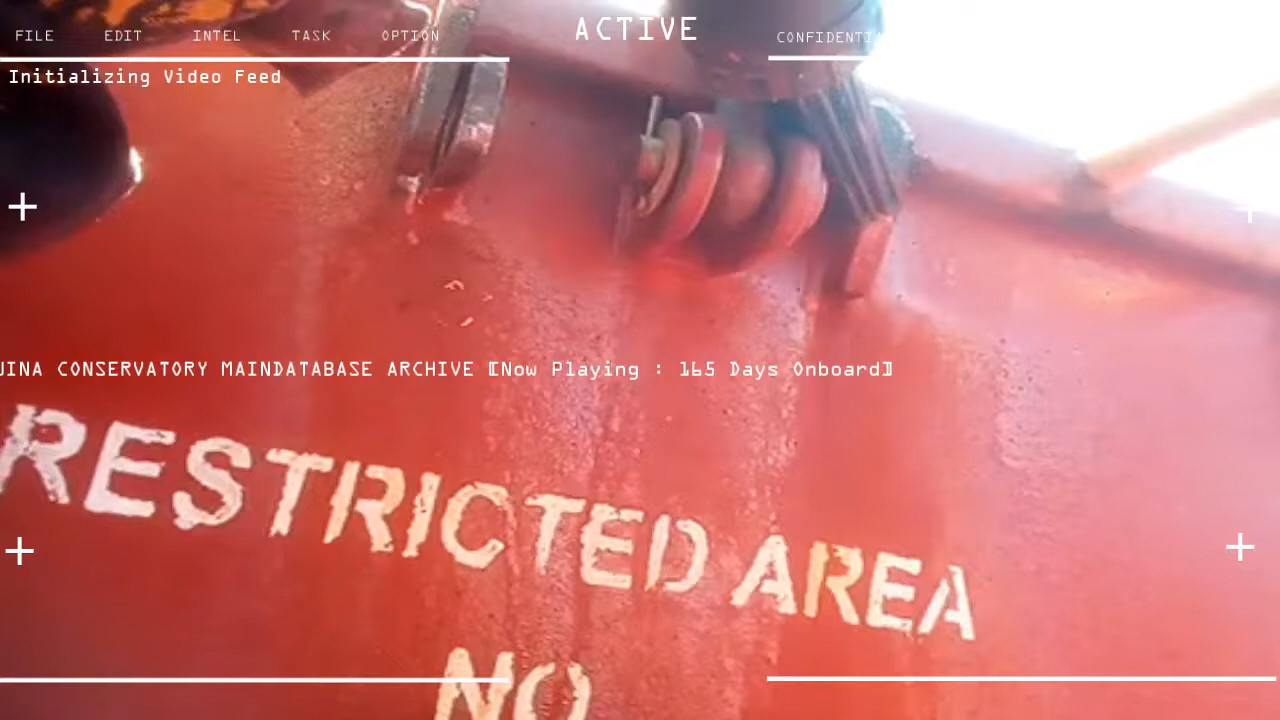 FILE EDIT INTEL TASK OPTION ACTIVE
Initializing Video Feed
CONSERVATORY MAINDATABASE ARCHIVE [Now Playing : 165 Days Onboard]
RESTRICTED AREA
NO